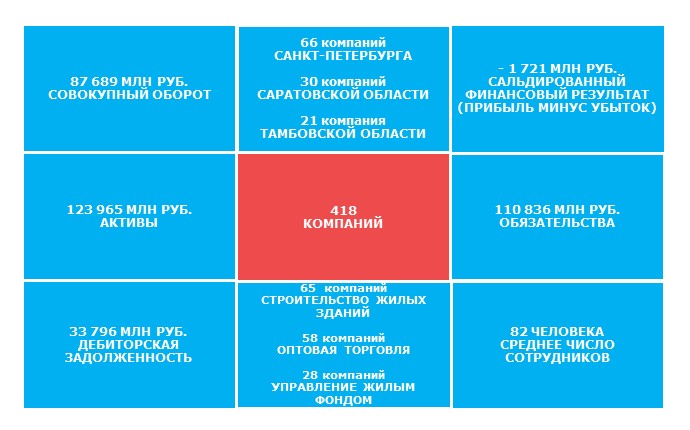 87 689 МЛН РУБ.
СОВОКУПНЫЙ ОБОРОТ
66 компаний
САНКТ-ПЕТЕРБУРГА
30 компаний
САРАТОВСКОЙ ОБЛАСТИ
21 компания
ТАМБОВСКОЙ ОБЛАСТИ
- 1 721 МЛН РУБ.
САЛЬДИРОВАННЫЙ
ФИНАНСОВЫЙ РЕЗУЛЬТАТ
(ПРИБЫЛЬ МИНУС УБЫТОК)
123 965 МЛН РУБ.
АКТИВЫ
418
КОМПАНИЙ
110 836 МЛН РУБ.
ОБЯЗАТЕЛЬСТВА
33 796 МЛН РУБ.
ДЕБИТОРСКАЯ
ЗАДОЛЖЕННОСТЬ
65 компаний
СТРОИТЕЛЬСТВО ЖИЛЫХ
ЗДАНИЙ
58 компаний
ОПТОВАЯ ТОРГОВЛЯ
28 компаний
УПРАВЛЕНИЕ ЖИЛЫМ
ФОНДОМ
82 ЧЕЛОВЕКА
СРЕДНЕЕ ЧИСЛО
СОТРУДНИКОВ